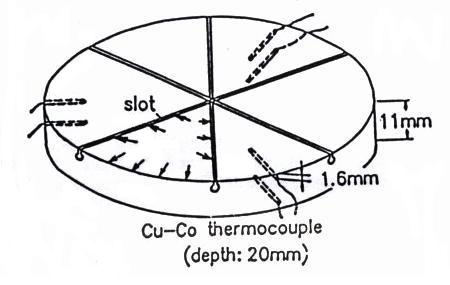 slot
11mm
1.6mm
Cu-Co thermocouple
(depth: 20mm)